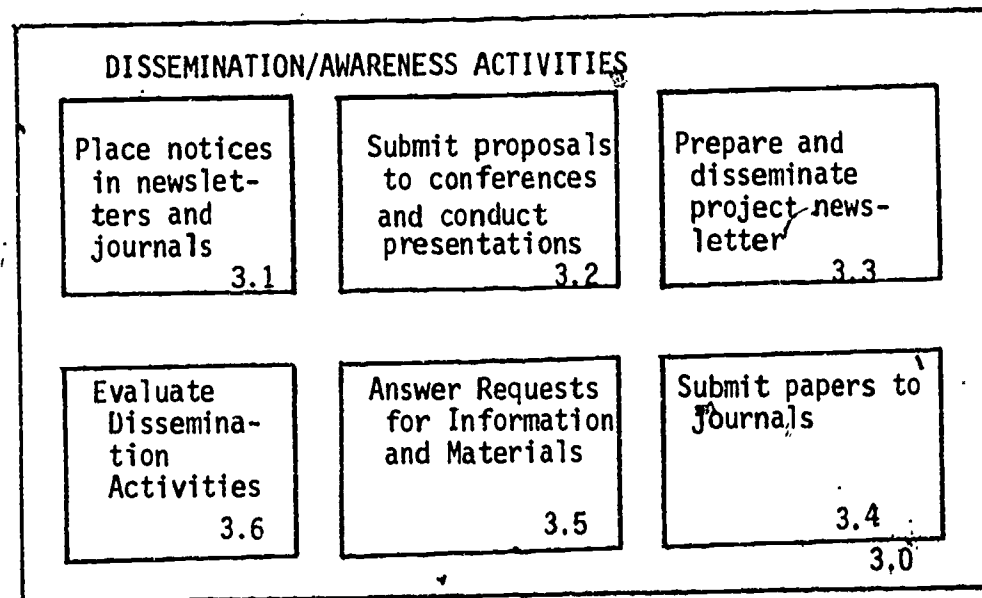 DISSEMINATION/AWARENESS ACTIVITIES
Place notices
in newslet-
ters and
journals
3.1
Submit proposals
to conferences
and conduct
presentations
3.2
Prepare and
disseminate
project news-
letter
3.3
Evaluate
Dissemina-
tion
Activities
3.6
Answer Requests
for Information
and Materials
3.5
Submit papers to
Journals
3.4
3.0